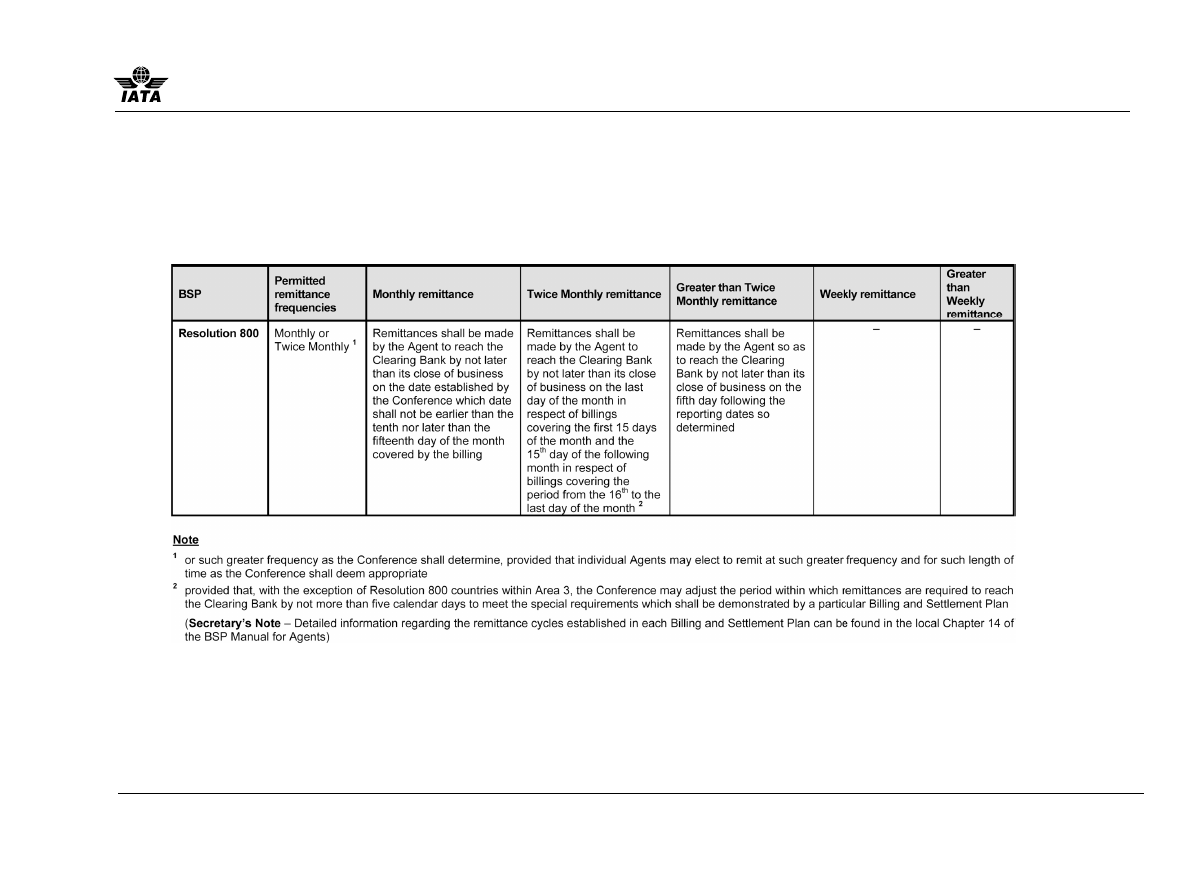 IATA
BSP
Permitted
remittance
frequencies
Monthly remittance
Twice Monthly remittance
Greater than Twice
Monthly remittance
Weekly remittance
Greater
than
Weekly
remittance
Resolution 800
Monthly or
Twice Monthly 1
Remittances shall be made
by the Agent to reach the
Clearing Bank by not later
than its close of business
on the date established by
the Conference which date
shall not be earlier than the
tenth nor later than the
fifteenth day of the month
covered by the billing
Remittances shall be
made by the Agent to
reach the Clearing Bank
by not later than its close
of business on the last
day of the month in
respect of billings
covering the first 15 days
of the month and the
15th day of the following
month in respect of
billings covering the
period from the 16th to the
last day of the month 2
Remittances shall be
made by the Agent so as
to reach the Clearing
Bank by not later than its
close of business on the
fifth day following the
reporting dates so
determined
–
–
Note
1 or such greater frequency as the Conference shall determine, provided that individual Agents may elect to remit at such greater frequency and for such length of
time as the Conference shall deem appropriate
2 provided that, with the exception of Resolution 800 countries within Area 3, the Conference may adjust the period within which remittances are required to reach
the Clearing Bank by not more than five calendar days to meet the special requirements which shall be demonstrated by a particular Billing and Settlement Plan
(Secretary's Note – Detailed information regarding the remittance cycles established in each Billing and Settlement Plan can be found in the local Chapter 14 of
the BSP Manual for Agents)